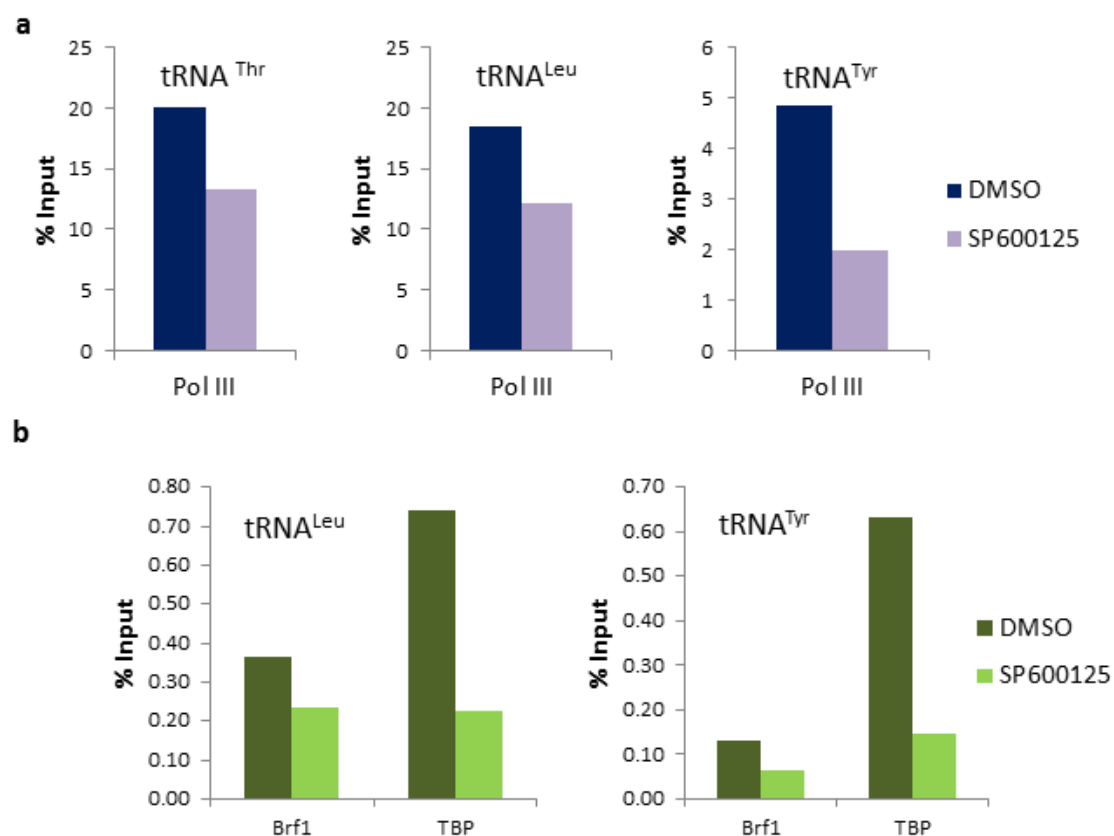 a
25
20
15
10
5
0
% Input
tRNA Thr
Pol III
25
20
15
10
5
0
% Input
tRNALeu
Pol III
6
5
4
3
2
1
0
% Input
tRNATyr
Pol III
DMSO
SP600125
b
0.80
0.70
0.60
0.50
0.40
0.30
0.20
0.10
0.00
% Input
tRNALeu
Brf1
TBP
0.70
0.60
0.50
0.40
0.30
0.20
0.10
0.00
% Input
tRNATyr
Brf1
TBP
DMSO
SP600125